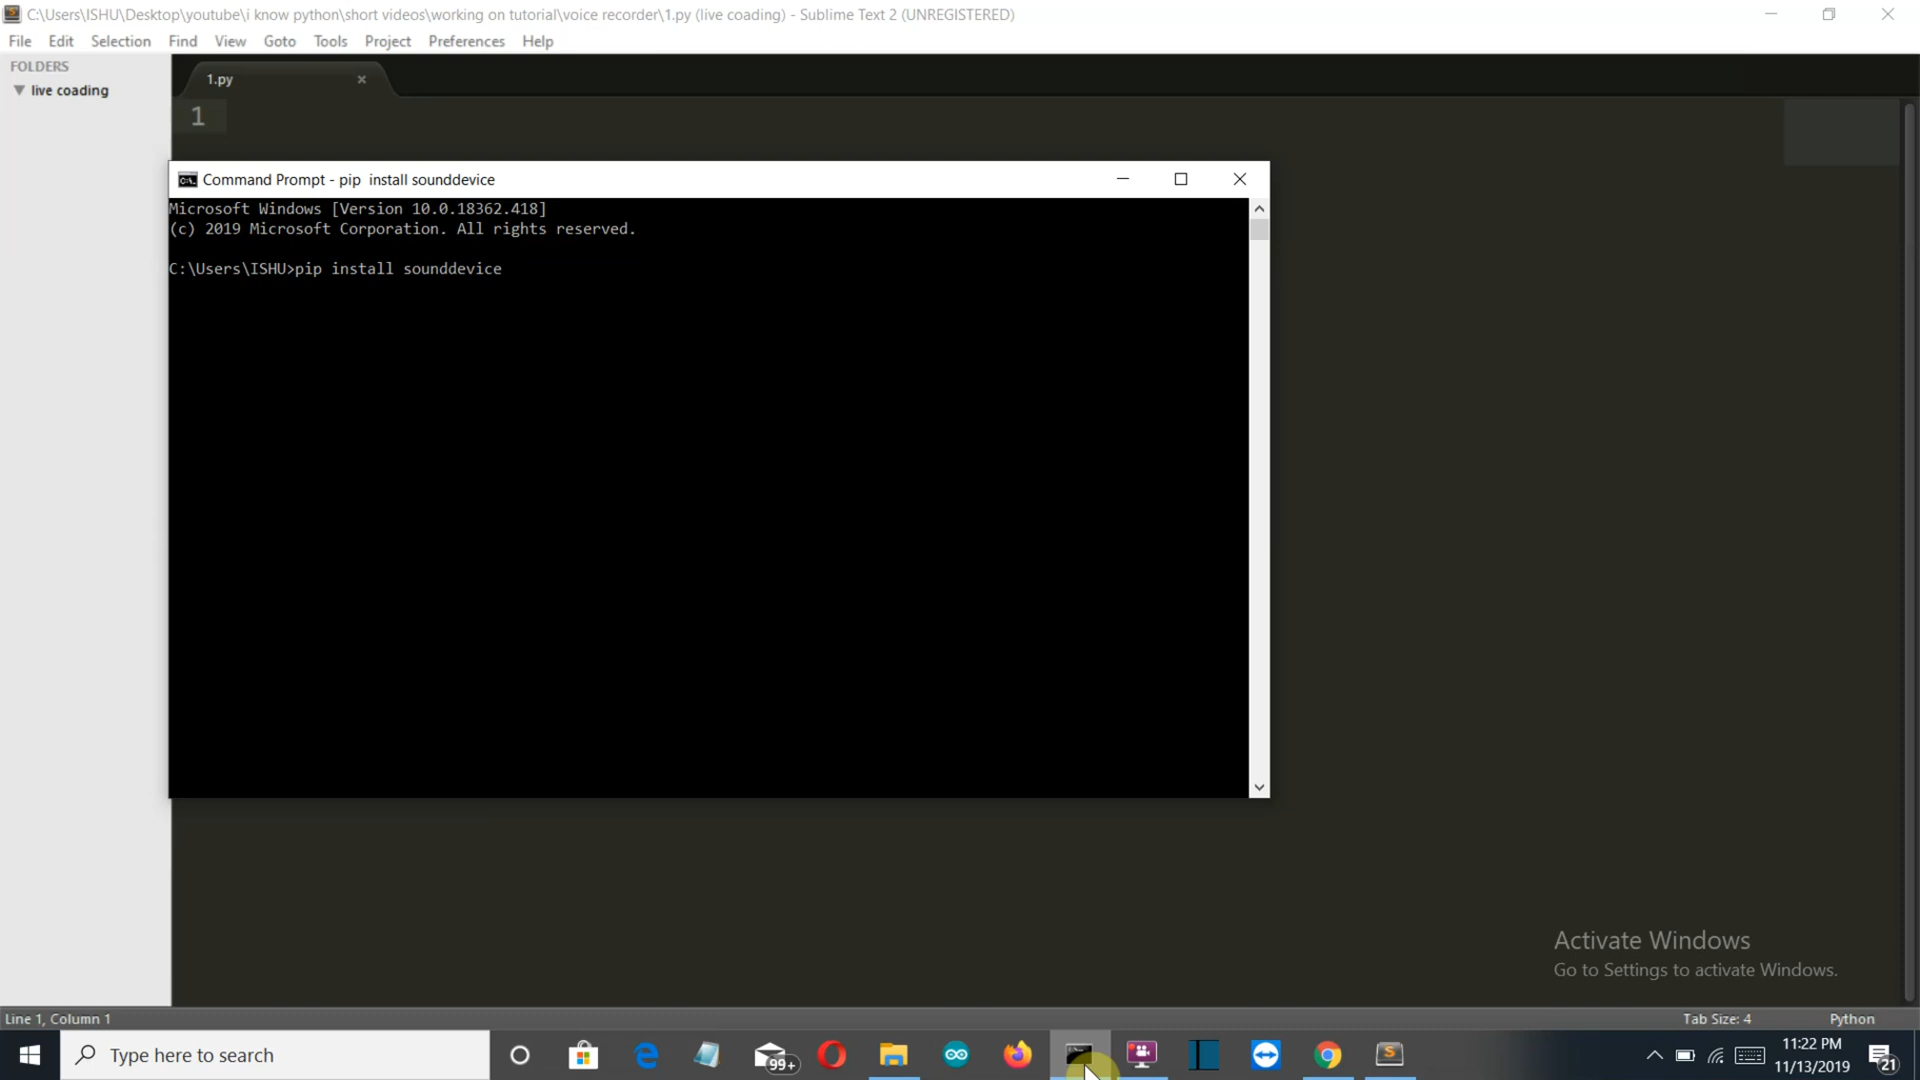 C:\Users\ISHU\Desktop\youtube\i know python\short videos\working on tutorial\voice recorder\1.py (live coading) - Sublime Text 2 (UNREGISTERED)
File Edit Selection Find View Goto Tools Project Preferences Help
FOLDERS
live coading
1.py
1
Command Prompt - pip  install sounddevice
Microsoft Windows [Version 10.0.18362.418]
(c) 2019 Microsoft Corporation. All rights reserved.
C:\Users\ISHU>pip install sounddevice
Activate Windows
Go to Settings to activate Windows.
Line 1, Column 1
Tab Size: 4
Python
Type here to search
99+
11:22 PM
11/13/2019
21